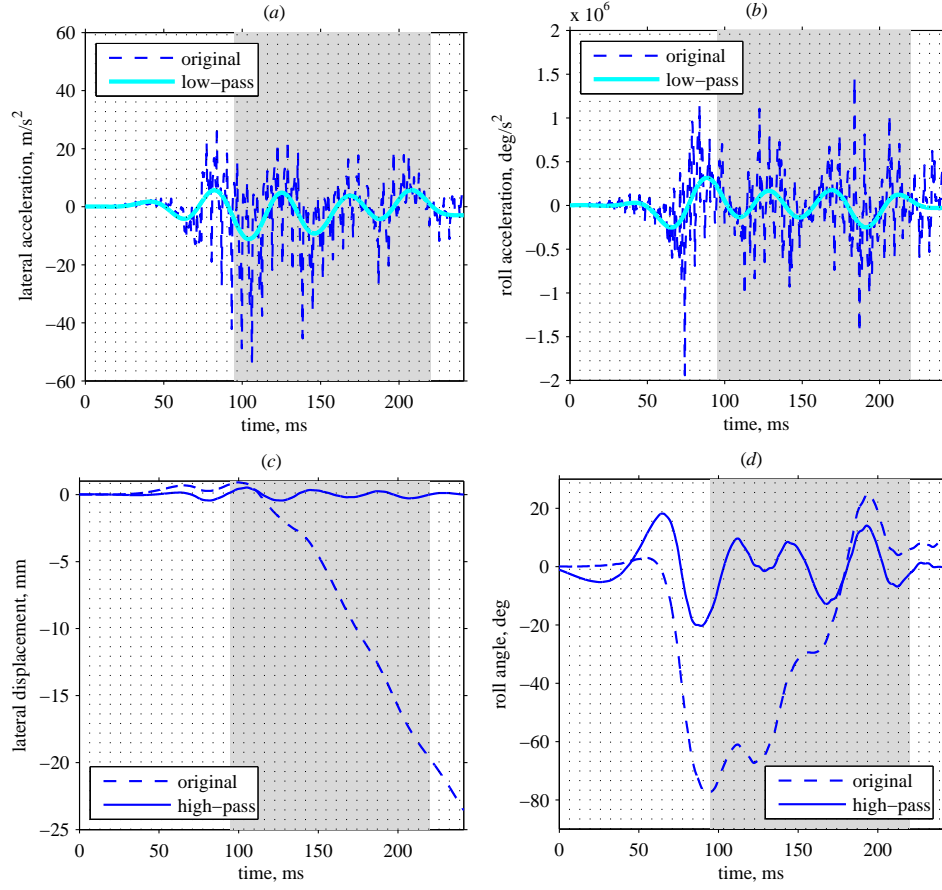 (a)
60
40
20
0
−20
−40
−60
lateral acceleration, m/s²
original
low−pass
0 50 100 150 200
time, ms
(b)
x 10⁶
2
1.5
1
0.5
0
−0.5
−1
−1.5
−2
roll acceleration, deg/s²
original
low−pass
0 50 100 150 200
time, ms
(c)
0
−5
−10
−15
−20
−25
lateral displacement, mm
original
high−pass
0 50 100 150 200
time, ms
(d)
20
0
−20
−40
−60
−80
roll angle, deg
original
high−pass
0 50 100 150 200
time, ms